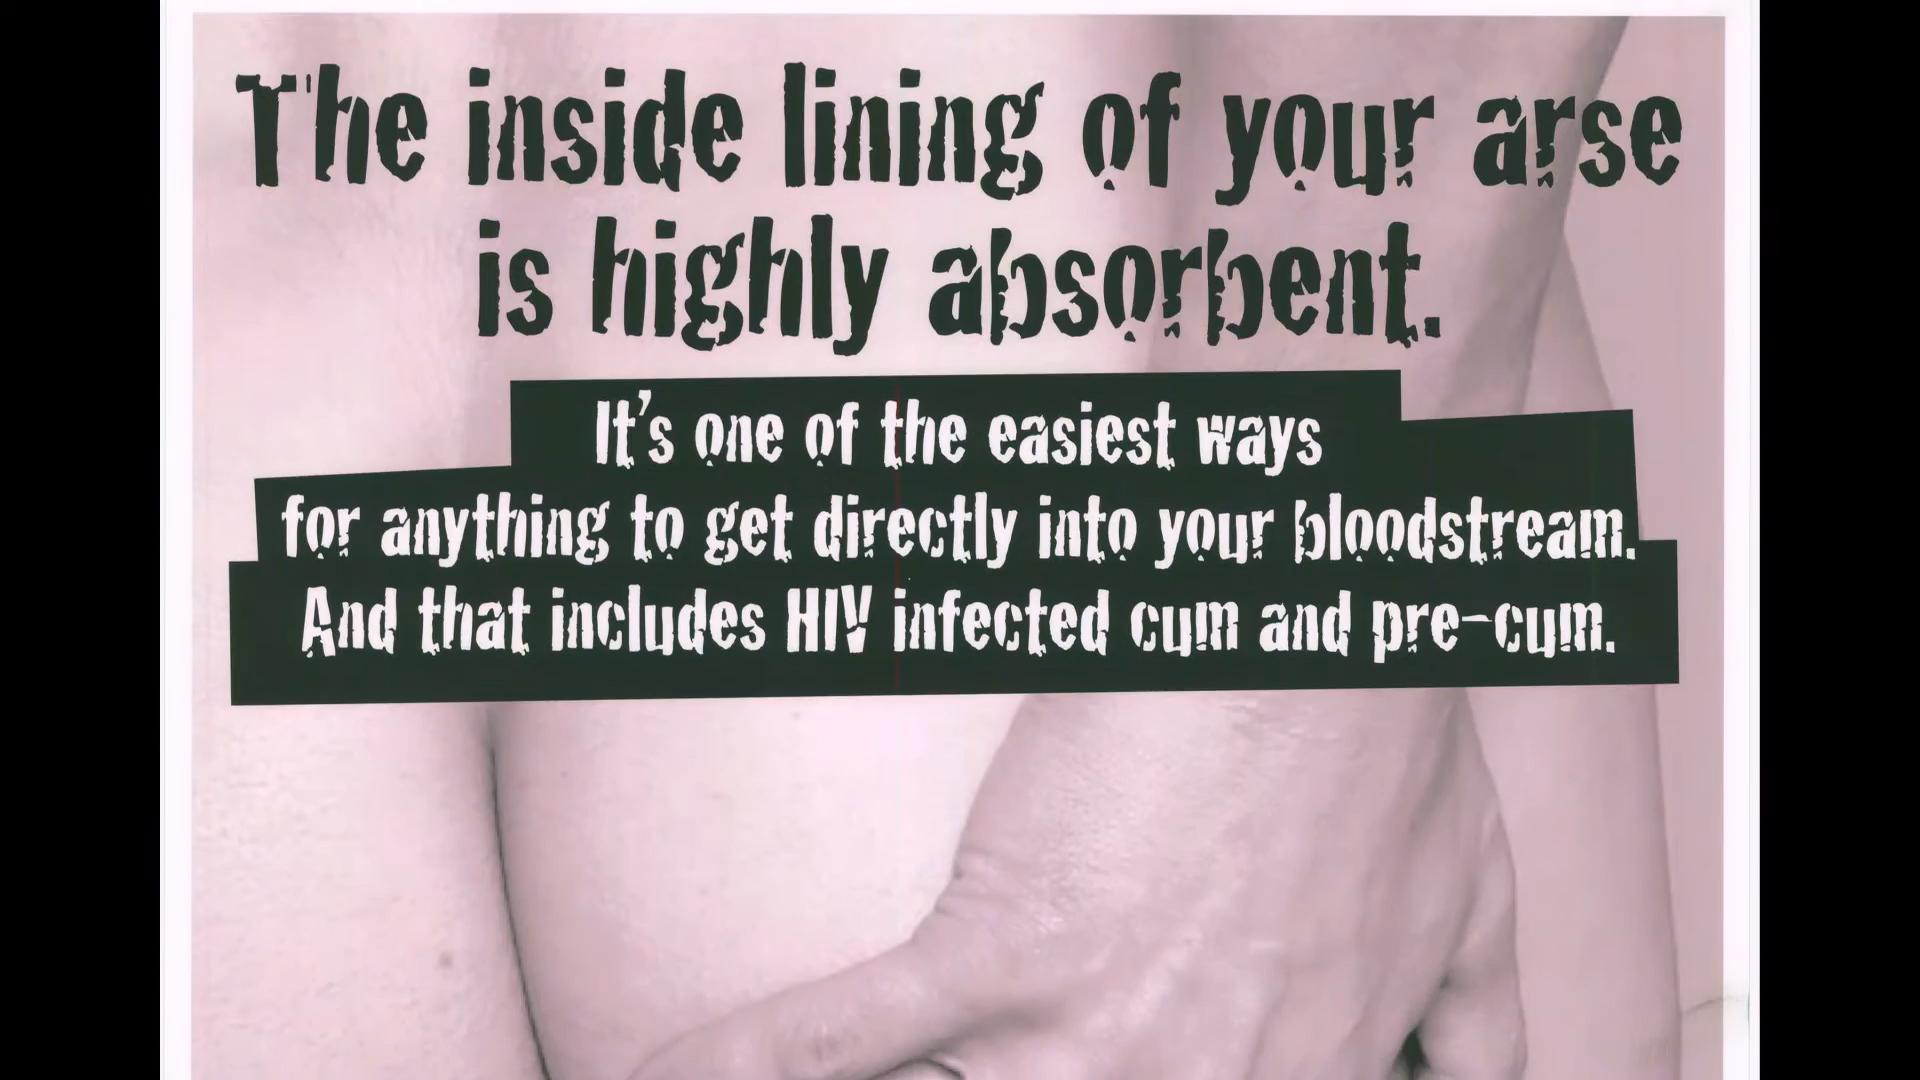 The inside lining of your arse
is highly absorbent.
It's one of the easiest ways
for anything to get directly into your bloodstream.
And that includes HIV infected cum and pre-cum.